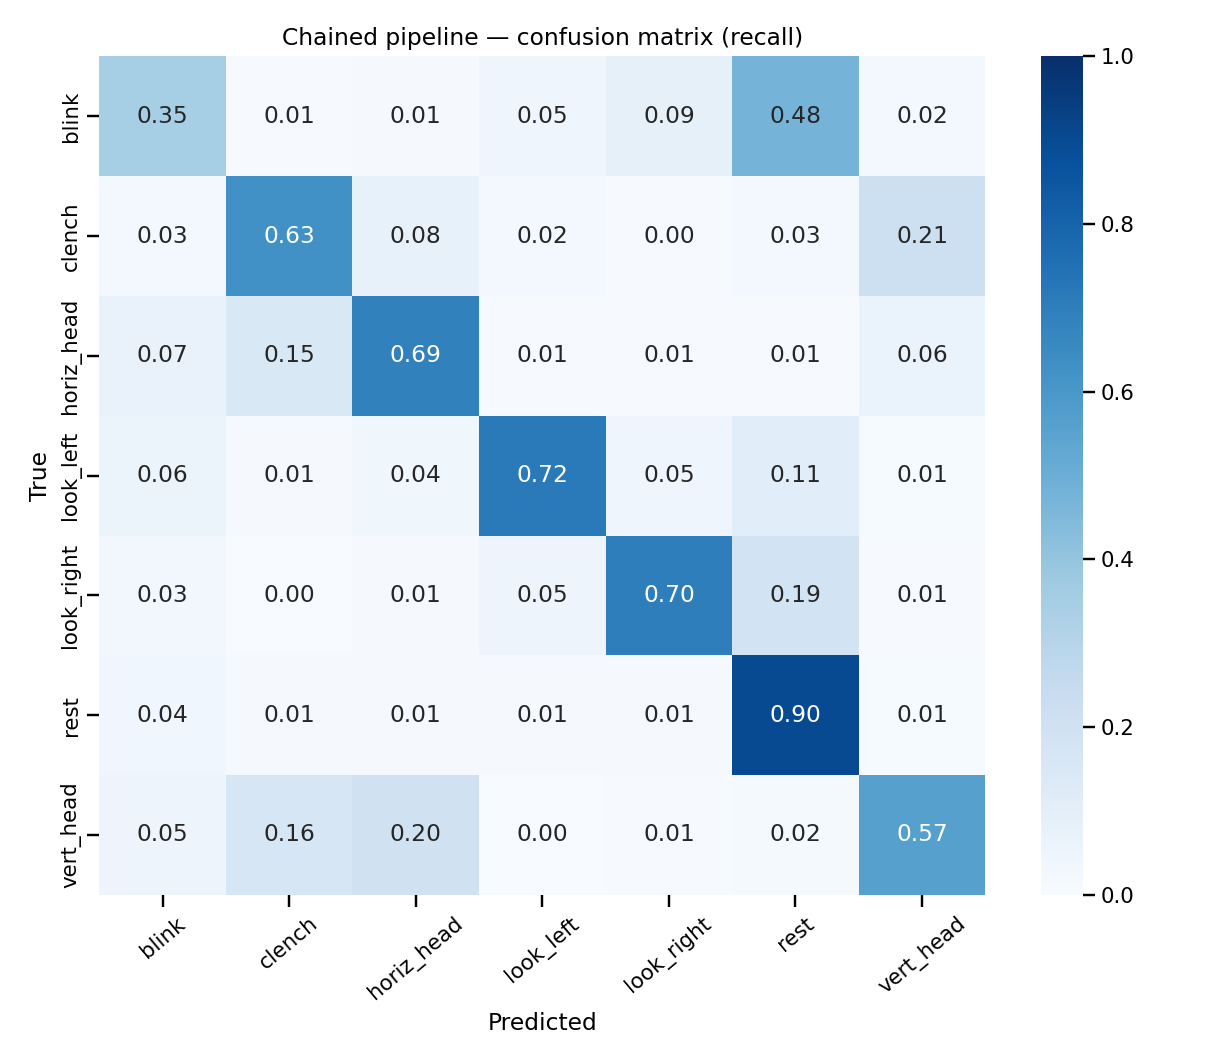 Chained pipeline — confusion matrix (recall)
True
blink 0.35 0.01 0.01 0.05 0.09 0.48 0.02
clench 0.03 0.63 0.08 0.02 0.00 0.03 0.21
horiz_head 0.07 0.15 0.69 0.01 0.01 0.01 0.06
look_left 0.06 0.01 0.04 0.72 0.05 0.11 0.01
look_right 0.03 0.00 0.01 0.05 0.70 0.19 0.01
rest 0.04 0.01 0.01 0.01 0.01 0.90 0.01
vert_head 0.05 0.16 0.20 0.00 0.01 0.02 0.57
blink clench horiz_head look_left look_right rest vert_head
Predicted
1.0
0.8
0.6
0.4
0.2
0.0